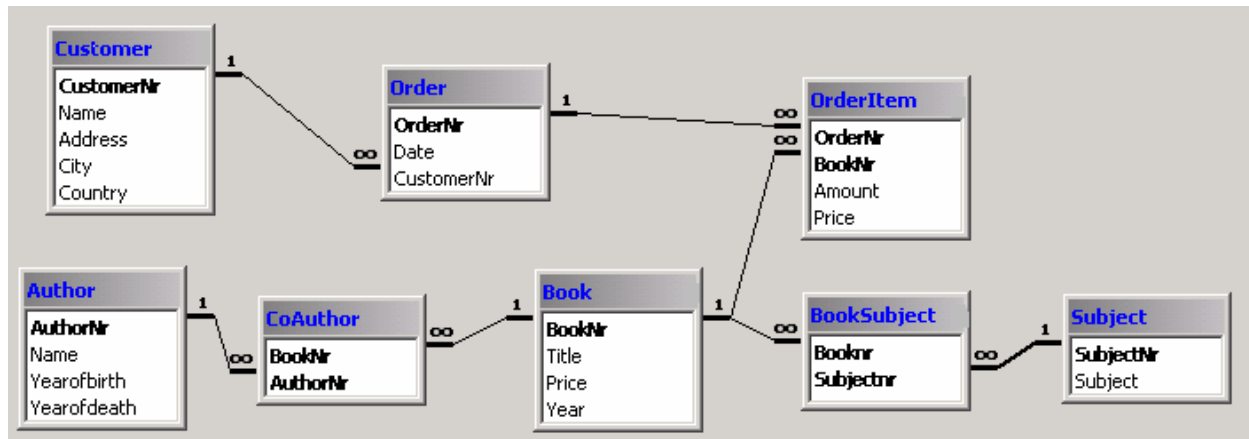 Customer
CustomerNr
Name
Address
City
Country
1
∞
Order
OrderNr
Date
CustomerNr
1
∞
∞
OrderItem
OrderNr
BookNr
Amount
Price
Author
AuthorNr
Name
Yearofbirth
Yearofdeath
1
∞
CoAuthor
BookNr
AuthorNr
∞
1
Book
BookNr
Title
Price
Year
1
∞
BookSubject
Booknr
Subjectnr
∞
1
Subject
SubjectNr
Subject